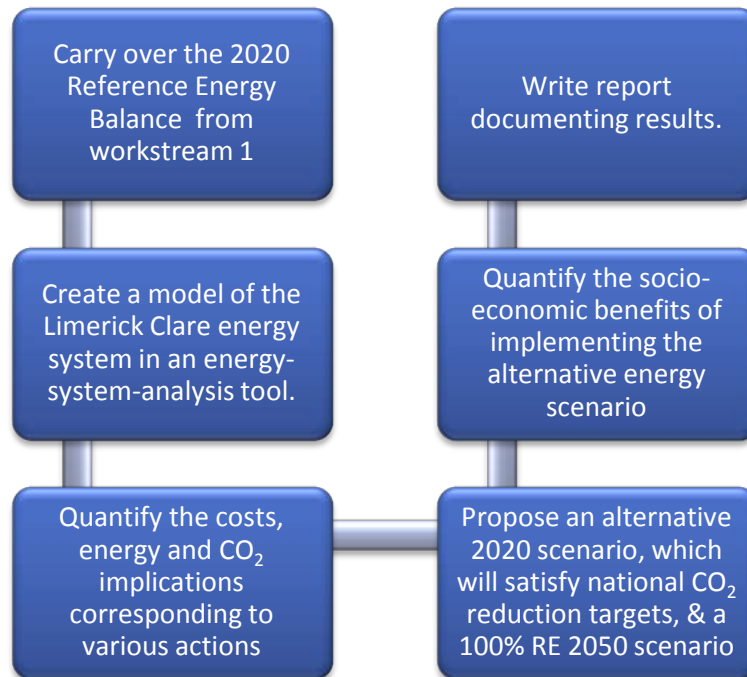 Carry over the 2020
Reference Energy
Balance from
workstream 1
Create a model of the
Limerick Clare energy
system in an energy-
system-analysis tool.
Quantify the costs,
energy and CO₂
implications
corresponding to
various actions
Propose an alternative
2020 scenario, which
will satisfy national CO₂
reduction targets, & a
100% RE 2050 scenario
Quantify the socio-
economic benefits of
implementing the
alternative energy
scenario
Write report
documenting results.